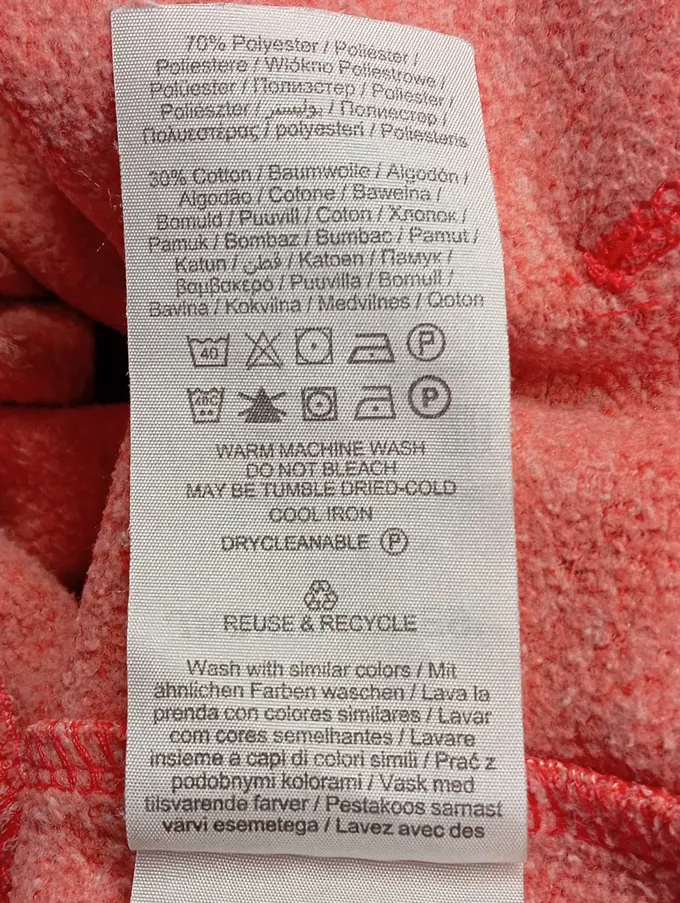 70% Polyester / Poliéster /
Poliestere / Włókno Poliestrowe /
Polyester / Полиэстер / Poliester /
Poliészter / بوليستر / Полиестер /
Πολυεστέρας / polyesteri / Poliesteris
30% Cotton / Baumwolle / Algodón /
Algodão / Cotone / Bawełna /
Bomuld / Puuvill / Coton / Хлопок /
Pamuk / Bombaz / Bumbac / Pamut /
Katun / قطن / Katoen / Памук /
Βαμβακερό / Puuvilla / Bomull /
Bavlna / Kokvilna / Medvilnės / Qoton
40
P
P
WARM MACHINE WASH
DO NOT BLEACH
MAY BE TUMBLE DRIED-COLD
COOL IRON
DRYCLEANABLE P
REUSE & RECYCLE
Wash with similar colors / Mit
ähnlichen Farben waschen / Lava la
prenda con colores similares / Lavar
com cores semelhantes / Lavare
insieme a capi di colori simili / Prać z
podobnymi kolorami / Vask med
tilsvarende farver / Pestakoos samast
värvi esemetega / Lavez avec des